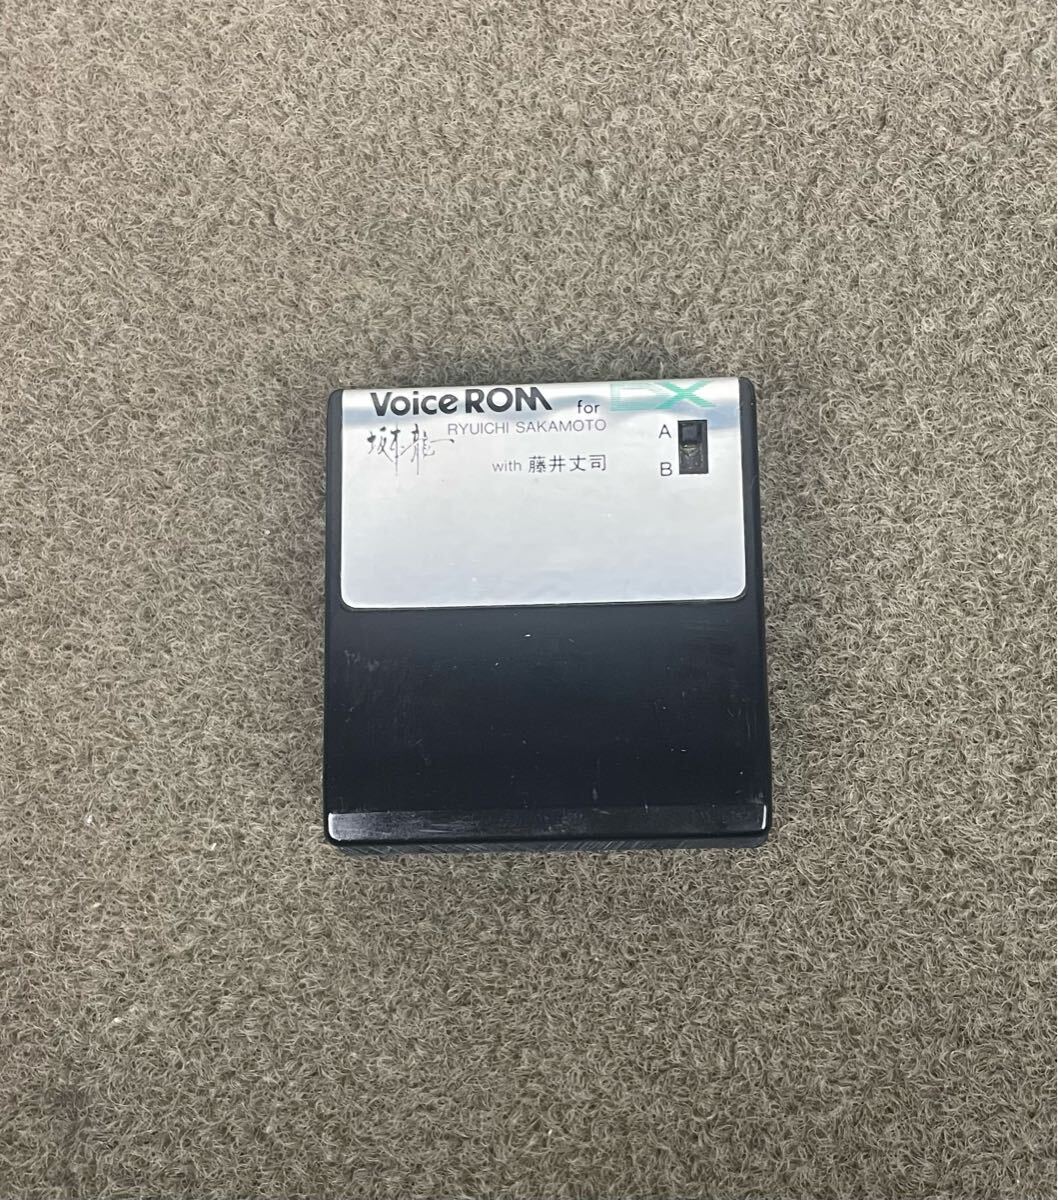 Voice ROM for DX
坂本龍一 RYUICHI SAKAMOTO
with 藤井丈司
A
B